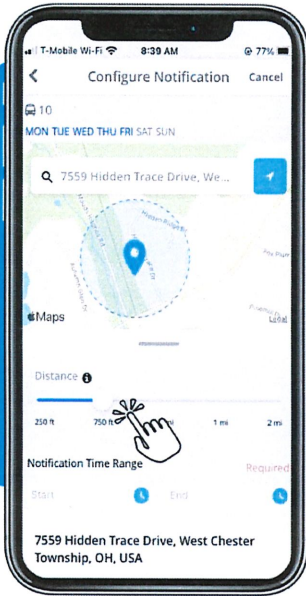 T-Mobile Wi-Fi 8:39 AM @ 77%
Configure Notification Cancel
10
MON TUE WED THU FRI SAT SUN
7559 Hidden Trace Drive, We...
Maps
Legal
Distance
250 ft 750 ft mi 1 mi 2 mi
Notification Time Range Required
Start End
7559 Hidden Trace Drive, West Chester
Township, OH, USA